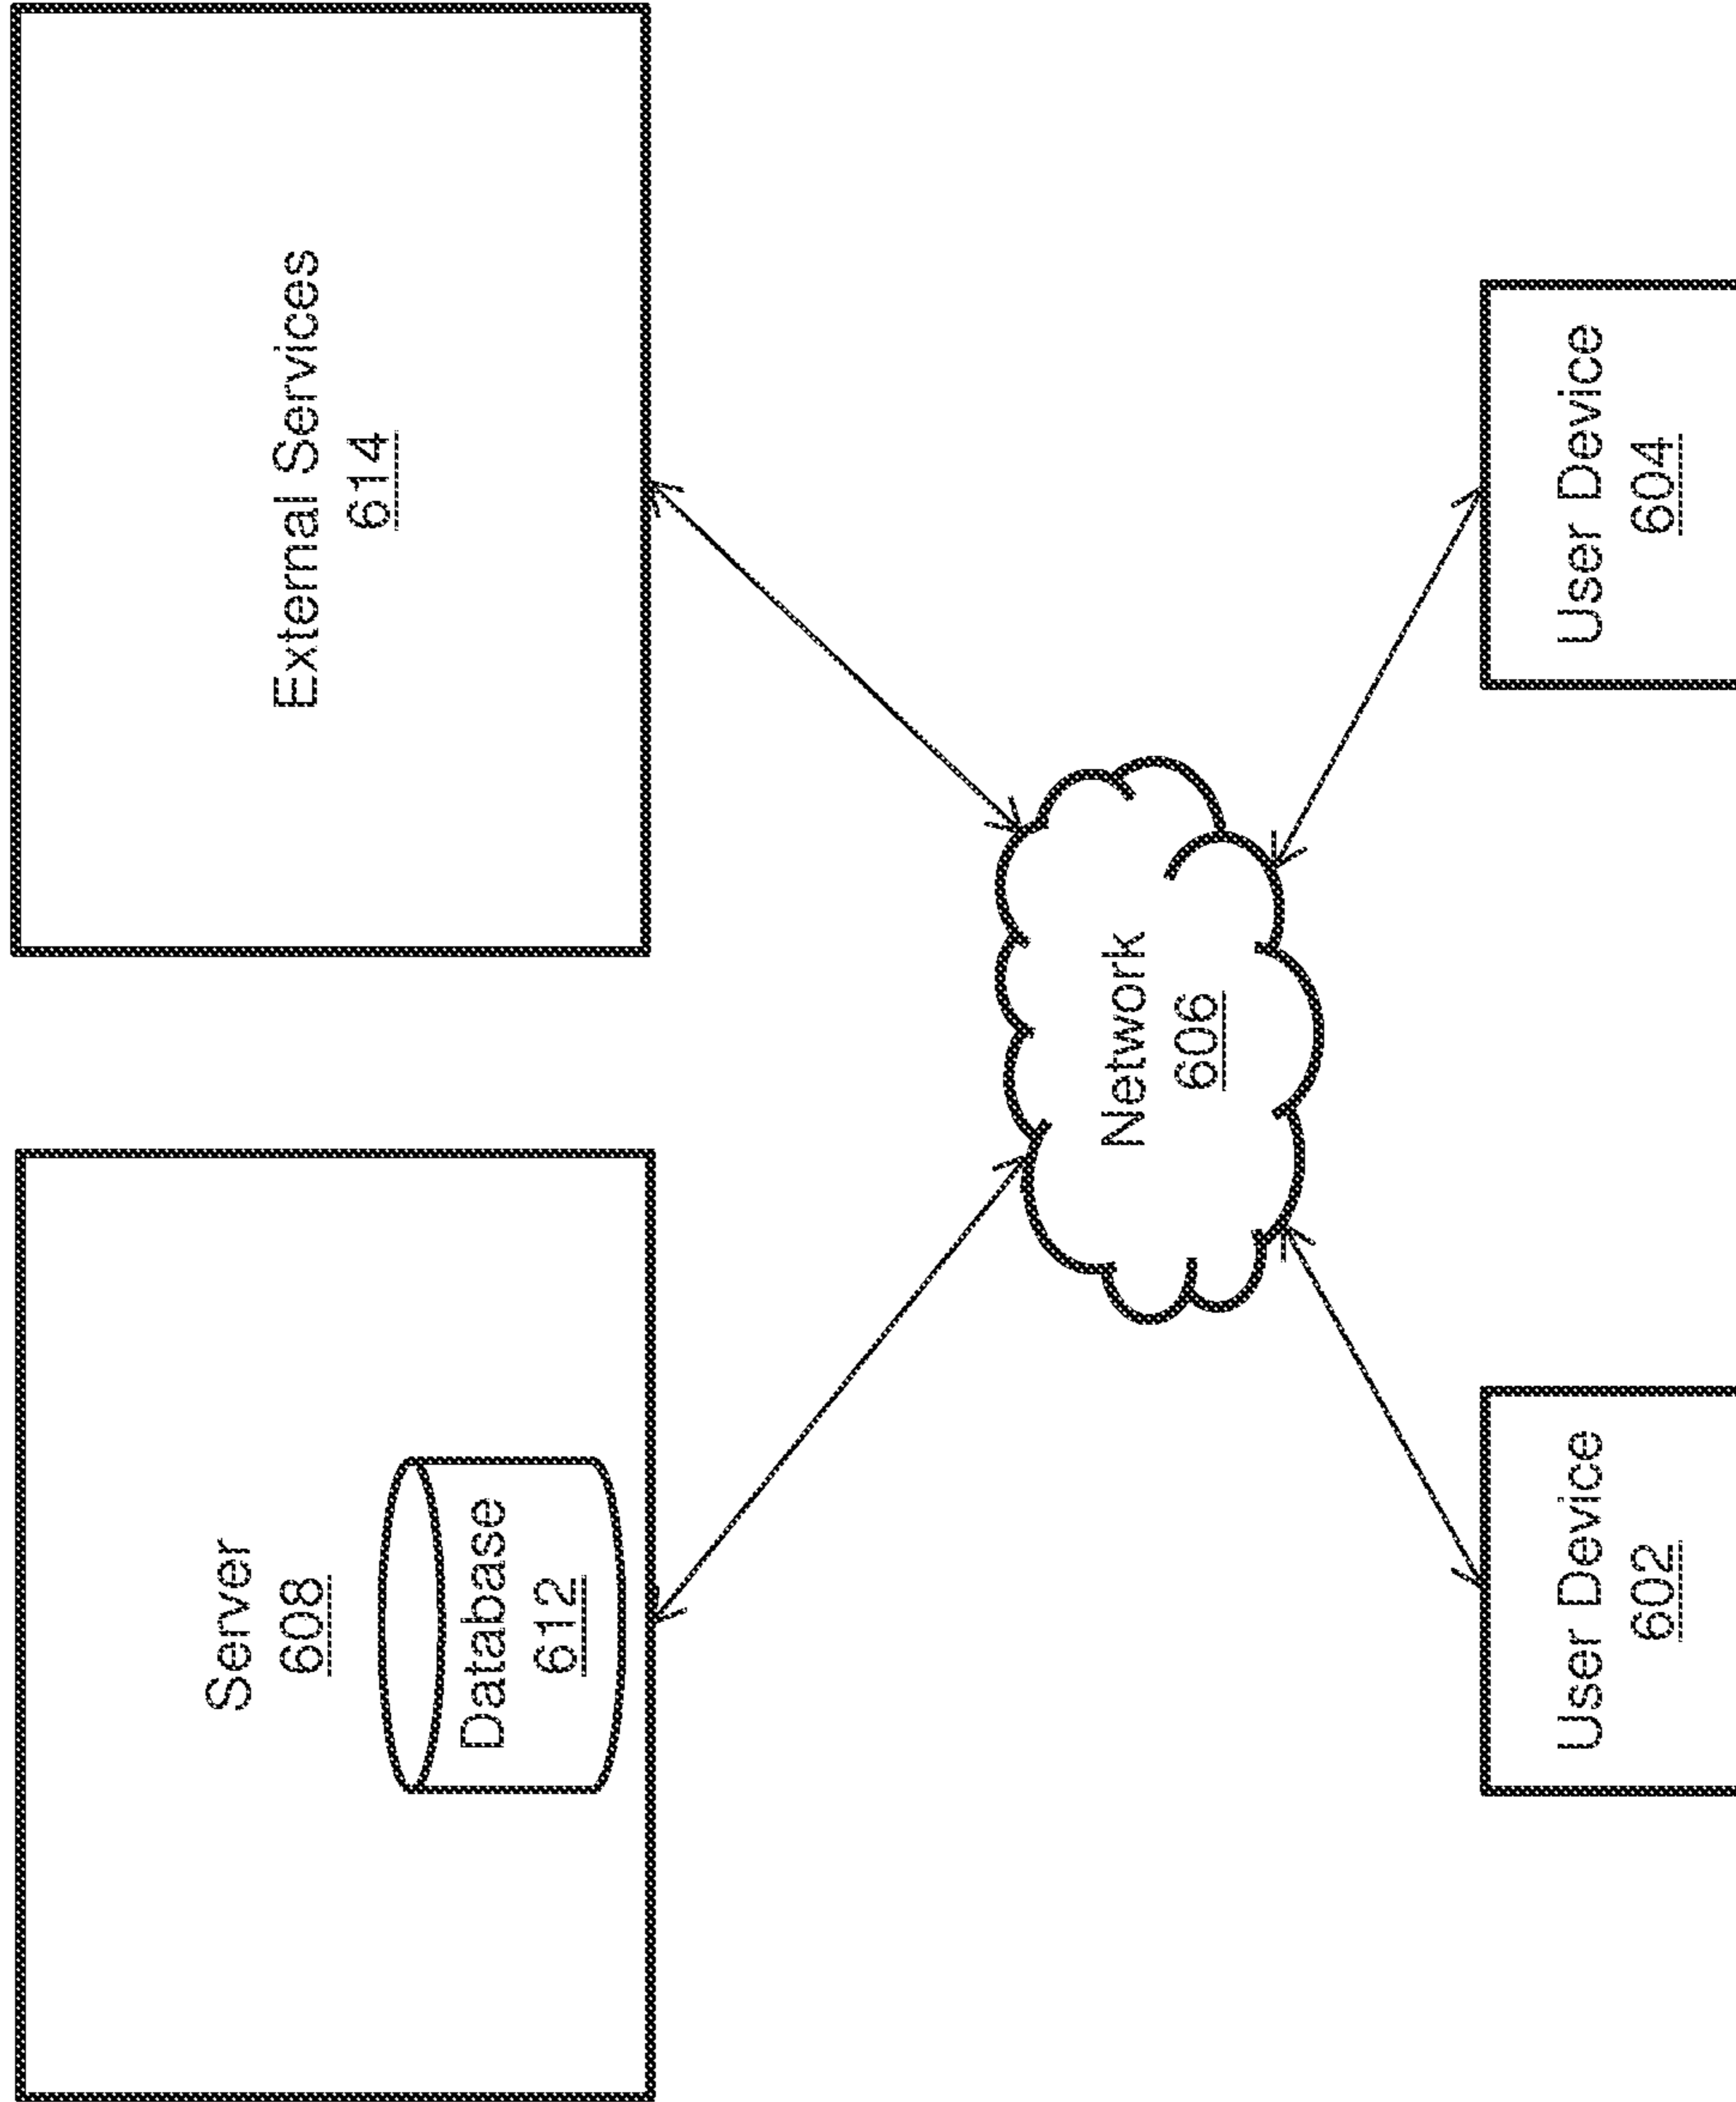 Server
608
Database
612
External Services
614
Network
606
User Device
602
User Device
604